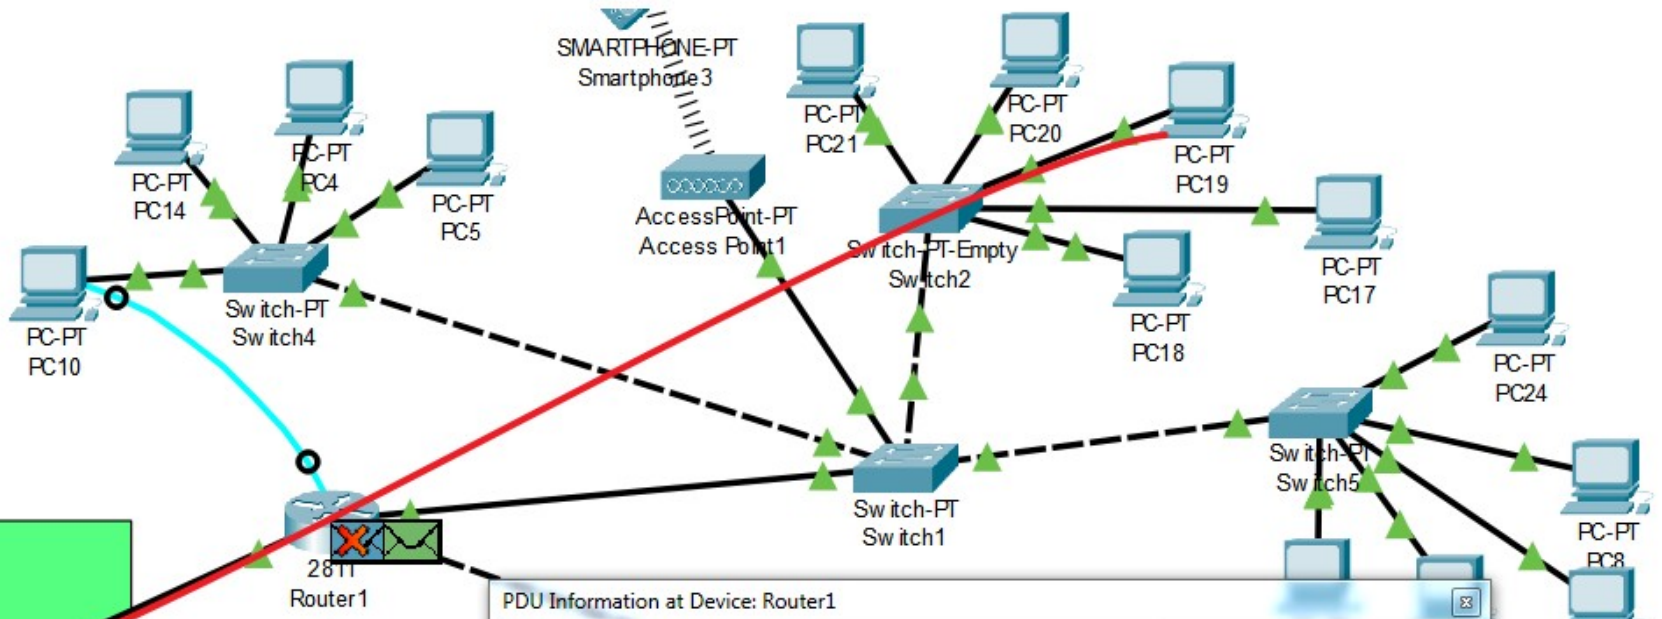 SMARTPHONE-PT
Smartphone3
PC-PT
PC14
PC-PT
PC4
PC-PT
PC5
PC-PT
PC10
Switch-PT
Switch4
AccessPoint-PT
Access Point1
PC-PT
PC21
PC-PT
PC20
PC-PT
PC19
Switch-PT-Empty
Switch2
PC-PT
PC17
PC-PT
PC18
PC-PT
PC24
Switch-PT
Switch5
PC-PT
PC8
Switch-PT
Switch1
2811
Router1
PDU Information at Device: Router1